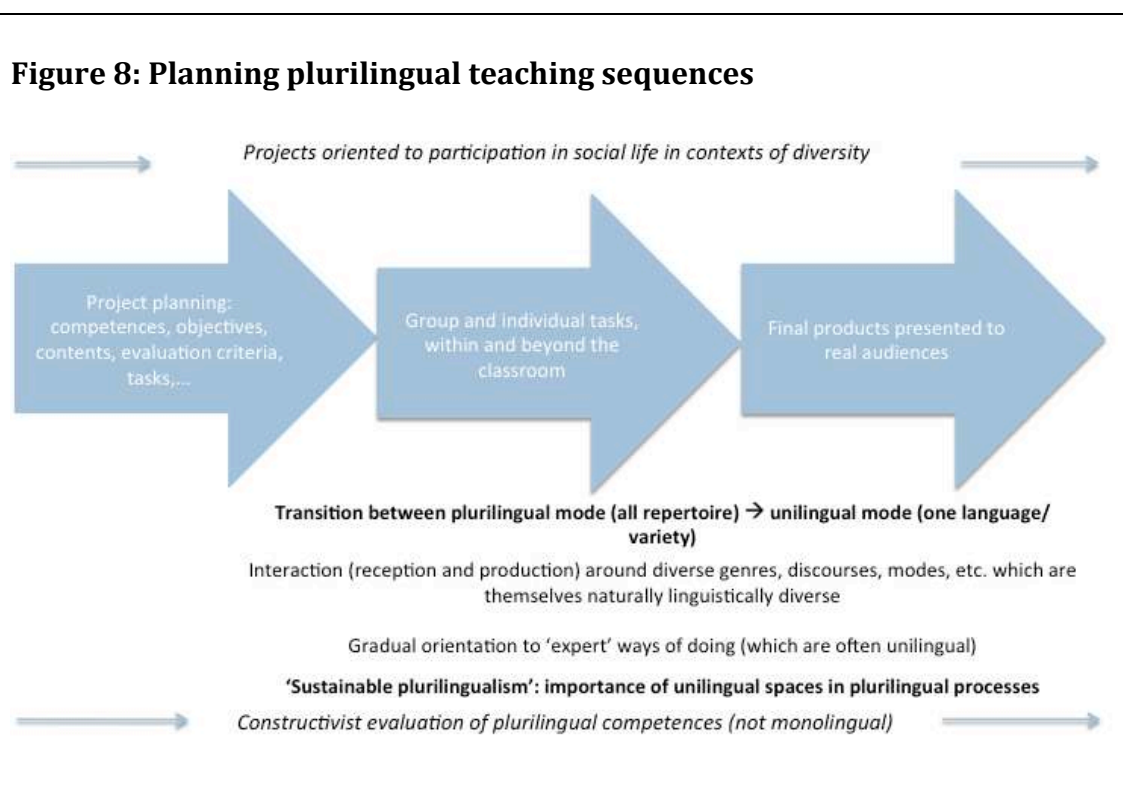 Figure 8: Planning plurilingual teaching sequences
Projects oriented to participation in social life in contexts of diversity
Project planning:
competences, objectives,
contents, evaluation criteria,
tasks,...
Group and individual tasks,
within and beyond the
classroom
Final products presented to
real audiences
Transition between plurilingual mode (all repertoire) → unilingual mode (one language/
variety)
Interaction (reception and production) around diverse genres, discourses, modes, etc. which are
themselves naturally linguistically diverse
Gradual orientation to ‘expert’ ways of doing (which are often unilingual)
‘Sustainable plurilingualism’: importance of unilingual spaces in plurilingual processes
Constructivist evaluation of plurilingual competences (not monolingual)